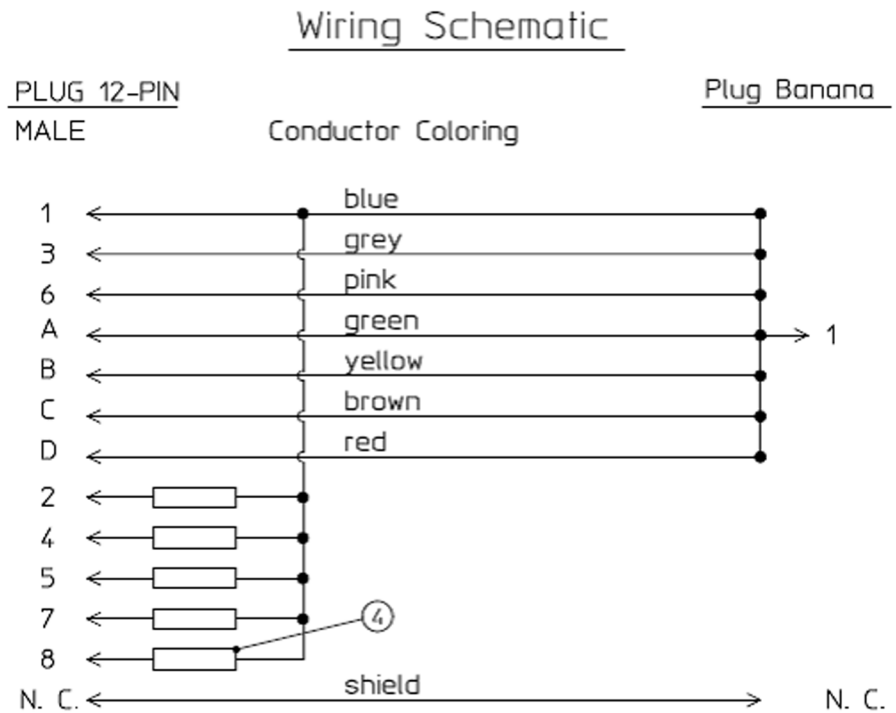 Wiring Schematic
PLUG 12-PIN Plug Banana
MALE Conductor Coloring
1 blue
3 grey
6 pink
A green 1
B yellow
C brown
D red
2
4
5
7 4
8
N. C. shield N. C.